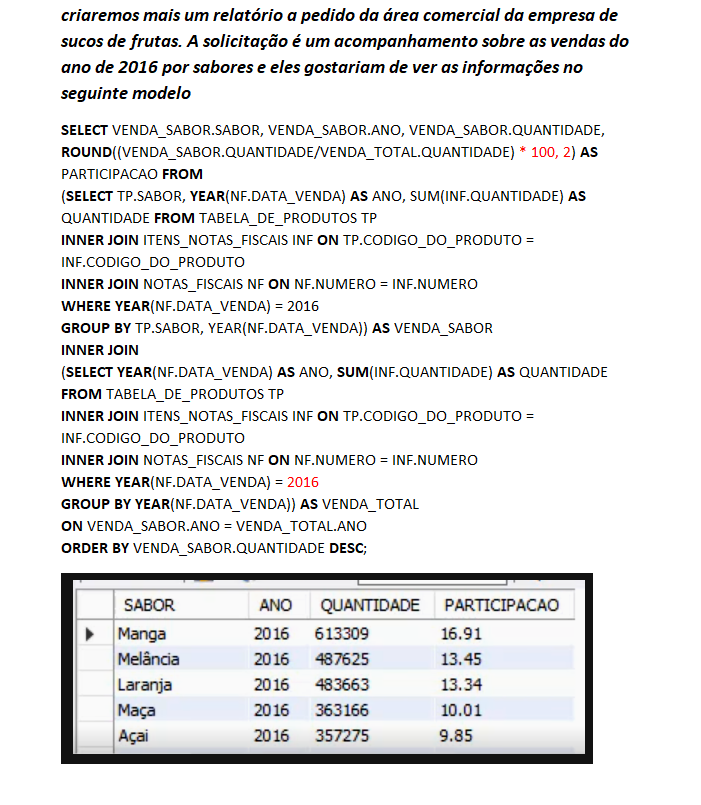 criaremos mais um relatório a pedido da área comercial da empresa de
sucos de frutas. A solicitação é um acompanhamento sobre as vendas do
ano de 2016 por sabores e eles gostariam de ver as informações no
seguinte modelo
SELECT VENDA_SABOR.SABOR, VENDA_SABOR.ANO, VENDA_SABOR.QUANTIDADE,
ROUND((VENDA_SABOR.QUANTIDADE/VENDA_TOTAL.QUANTIDADE) * 100, 2) AS
PARTICIPACAO FROM
(SELECT TP.SABOR, YEAR(NF.DATA_VENDA) AS ANO, SUM(INF.QUANTIDADE) AS
QUANTIDADE FROM TABELA_DE_PRODUTOS TP
INNER JOIN ITENS_NOTAS_FISCAIS INF ON TP.CODIGO_DO_PRODUTO =
INF.CODIGO_DO_PRODUTO
INNER JOIN NOTAS_FISCAIS NF ON NF.NUMERO = INF.NUMERO
WHERE YEAR(NF.DATA_VENDA) = 2016
GROUP BY TP.SABOR, YEAR(NF.DATA_VENDA)) AS VENDA_SABOR
INNER JOIN
(SELECT YEAR(NF.DATA_VENDA) AS ANO, SUM(INF.QUANTIDADE) AS QUANTIDADE
FROM TABELA_DE_PRODUTOS TP
INNER JOIN ITENS_NOTAS_FISCAIS INF ON TP.CODIGO_DO_PRODUTO =
INF.CODIGO_DO_PRODUTO
INNER JOIN NOTAS_FISCAIS NF ON NF.NUMERO = INF.NUMERO
WHERE YEAR(NF.DATA_VENDA) = 2016
GROUP BY YEAR(NF.DATA_VENDA)) AS VENDA_TOTAL
ON VENDA_SABOR.ANO = VENDA_TOTAL.ANO
ORDER BY VENDA_SABOR.QUANTIDADE DESC;
SABOR ANO QUANTIDADE PARTICIPACAO
Manga 2016 613309 16.91
Melância 2016 487625 13.45
Laranja 2016 483663 13.34
Maça 2016 363166 10.01
Açai 2016 357275 9.85